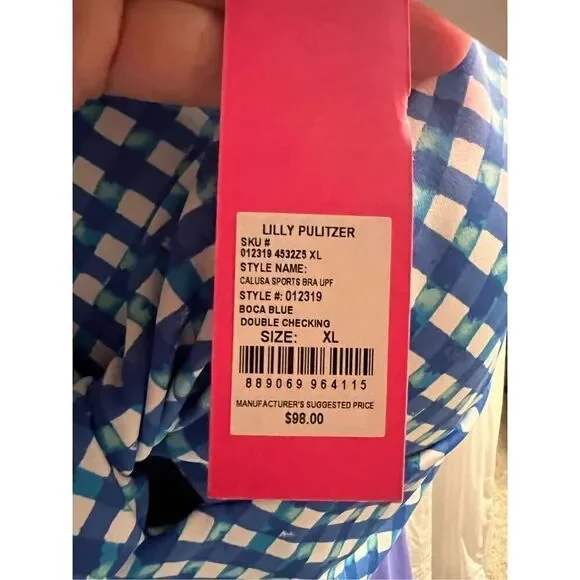 LILLY PULITZER
SKU #
012319 4532Z5 XL
STYLE NAME:
CALUSA SPORTS BRA UPF
STYLE #: 012319
BOCA BLUE
DOUBLE CHECKING
SIZE: XL
889069 964115
MANUFACTURER'S SUGGESTED PRICE
$98.00